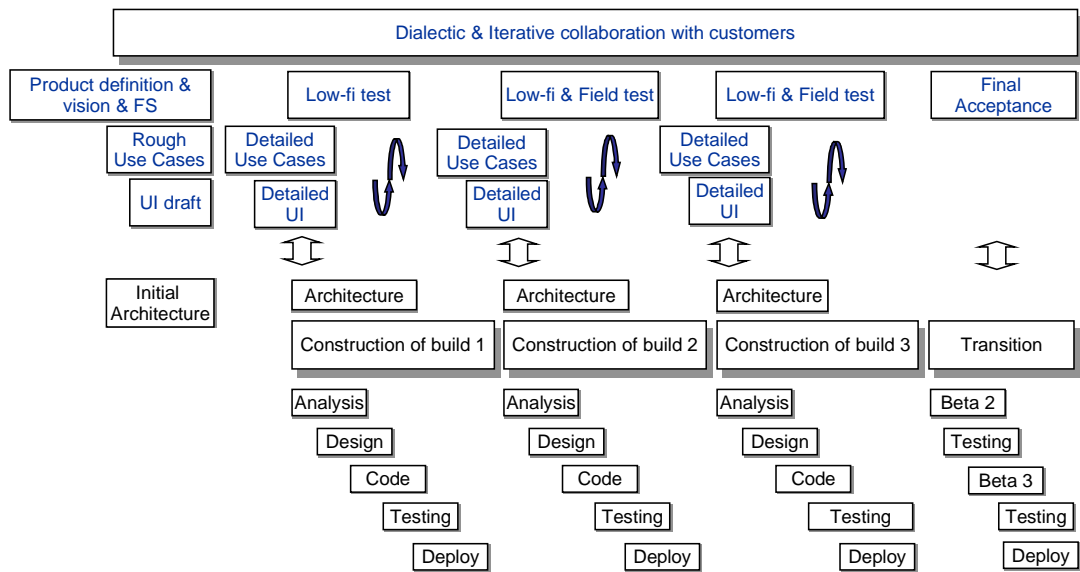 Dialectic & Iterative collaboration with customers
Product definition &
vision & FS
Low-fi test
Low-fi & Field test
Low-fi & Field test
Final
Acceptance
Rough
Use Cases
Detailed
Use Cases
Detailed
Use Cases
Detailed
Use Cases
UI draft
Detailed
UI
Detailed
UI
Detailed
UI
Initial
Architecture
Architecture
Architecture
Architecture
Construction of build 1
Construction of build 2
Construction of build 3
Transition
Analysis
Analysis
Analysis
Beta 2
Design
Design
Design
Testing
Code
Code
Code
Beta 3
Testing
Testing
Testing
Testing
Deploy
Deploy
Deploy
Deploy